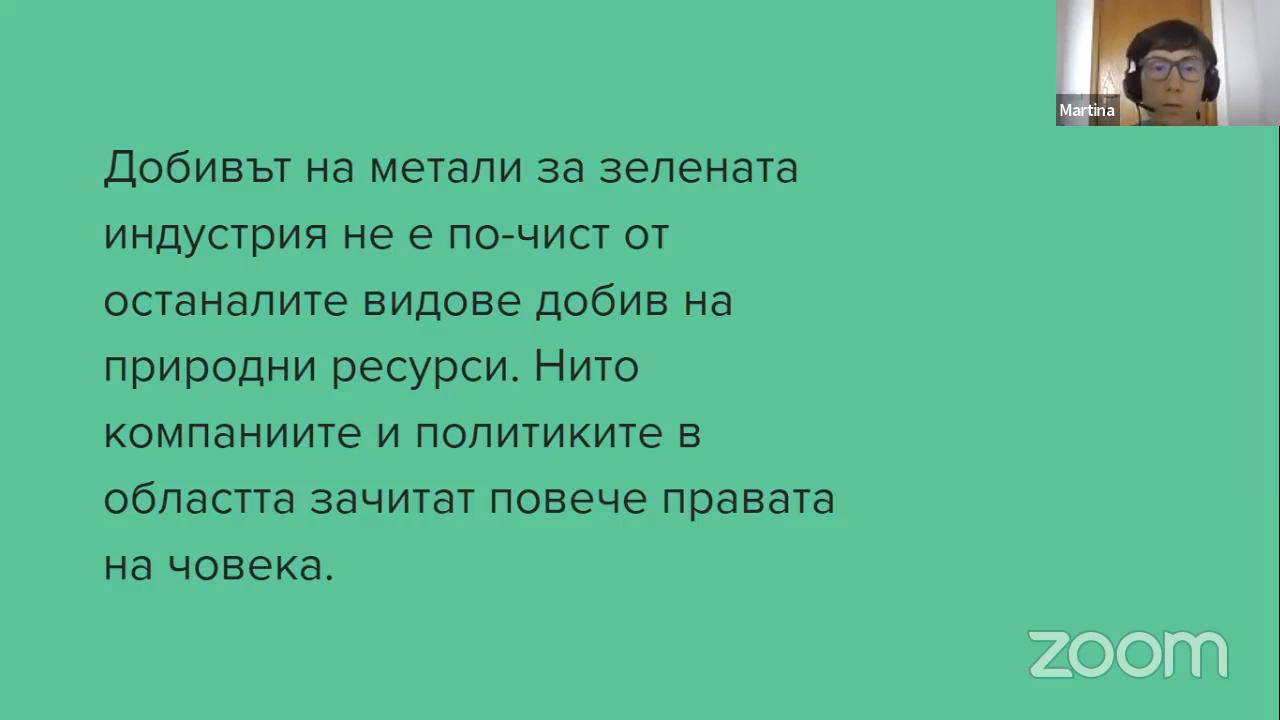 Martina
Добивът на метали за зелената
индустрия не е по-чист от
останалите видове добив на
природни ресурси. Нито
компаниите и политиките в
областта зачитат повече правата
на човека.
zoom